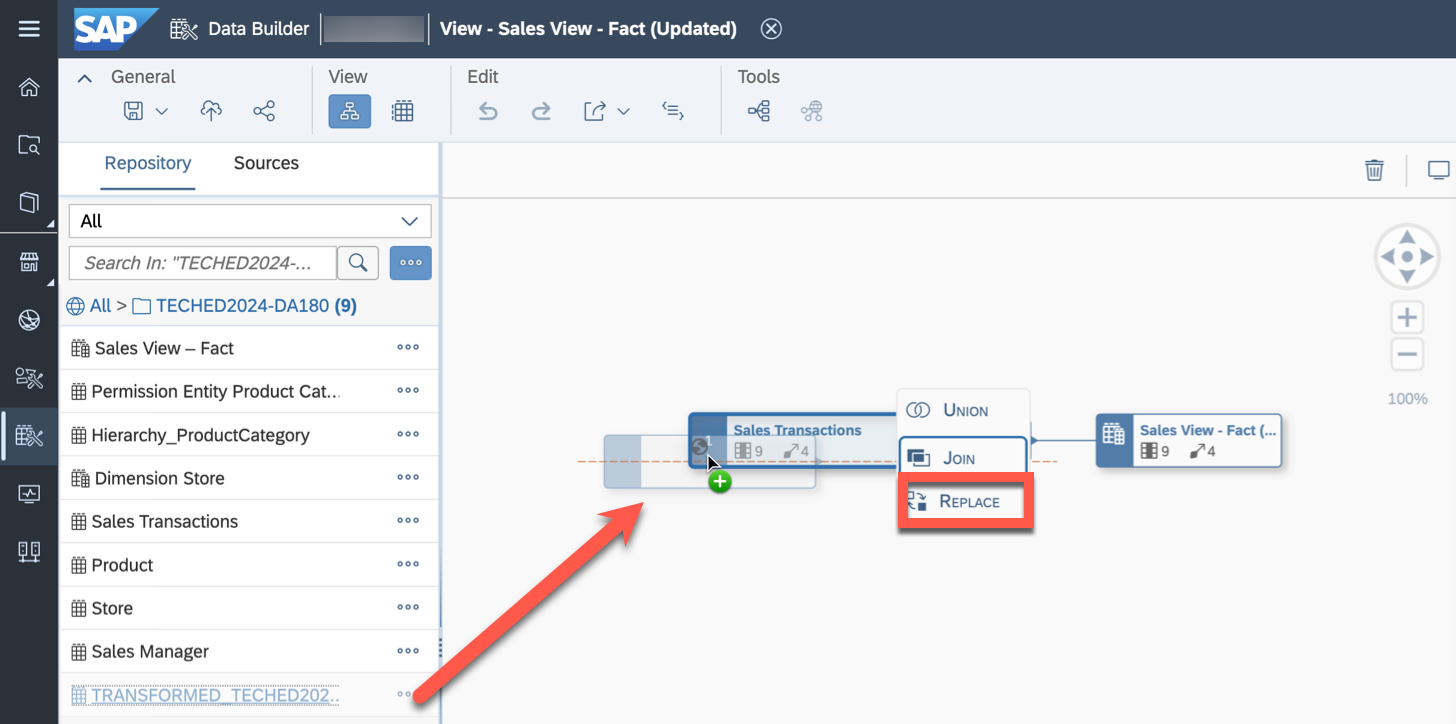 SAP
Data Builder
View - Sales View - Fact (Updated)
General
View
Edit
Tools
Repository
Sources
All
Search In: "TECHED2024-...
All > TECHED2024-DA180 (9)
Sales View – Fact
Permission Entity Product Cat...
Hierarchy_ProductCategory
Dimension Store
Sales Transactions
Product
Store
Sales Manager
TRANSFORMED_TECHED202..
Sales Transactions
1
9 4
UNION
JOIN
REPLACE
Sales View - Fact (...
9 4
100%